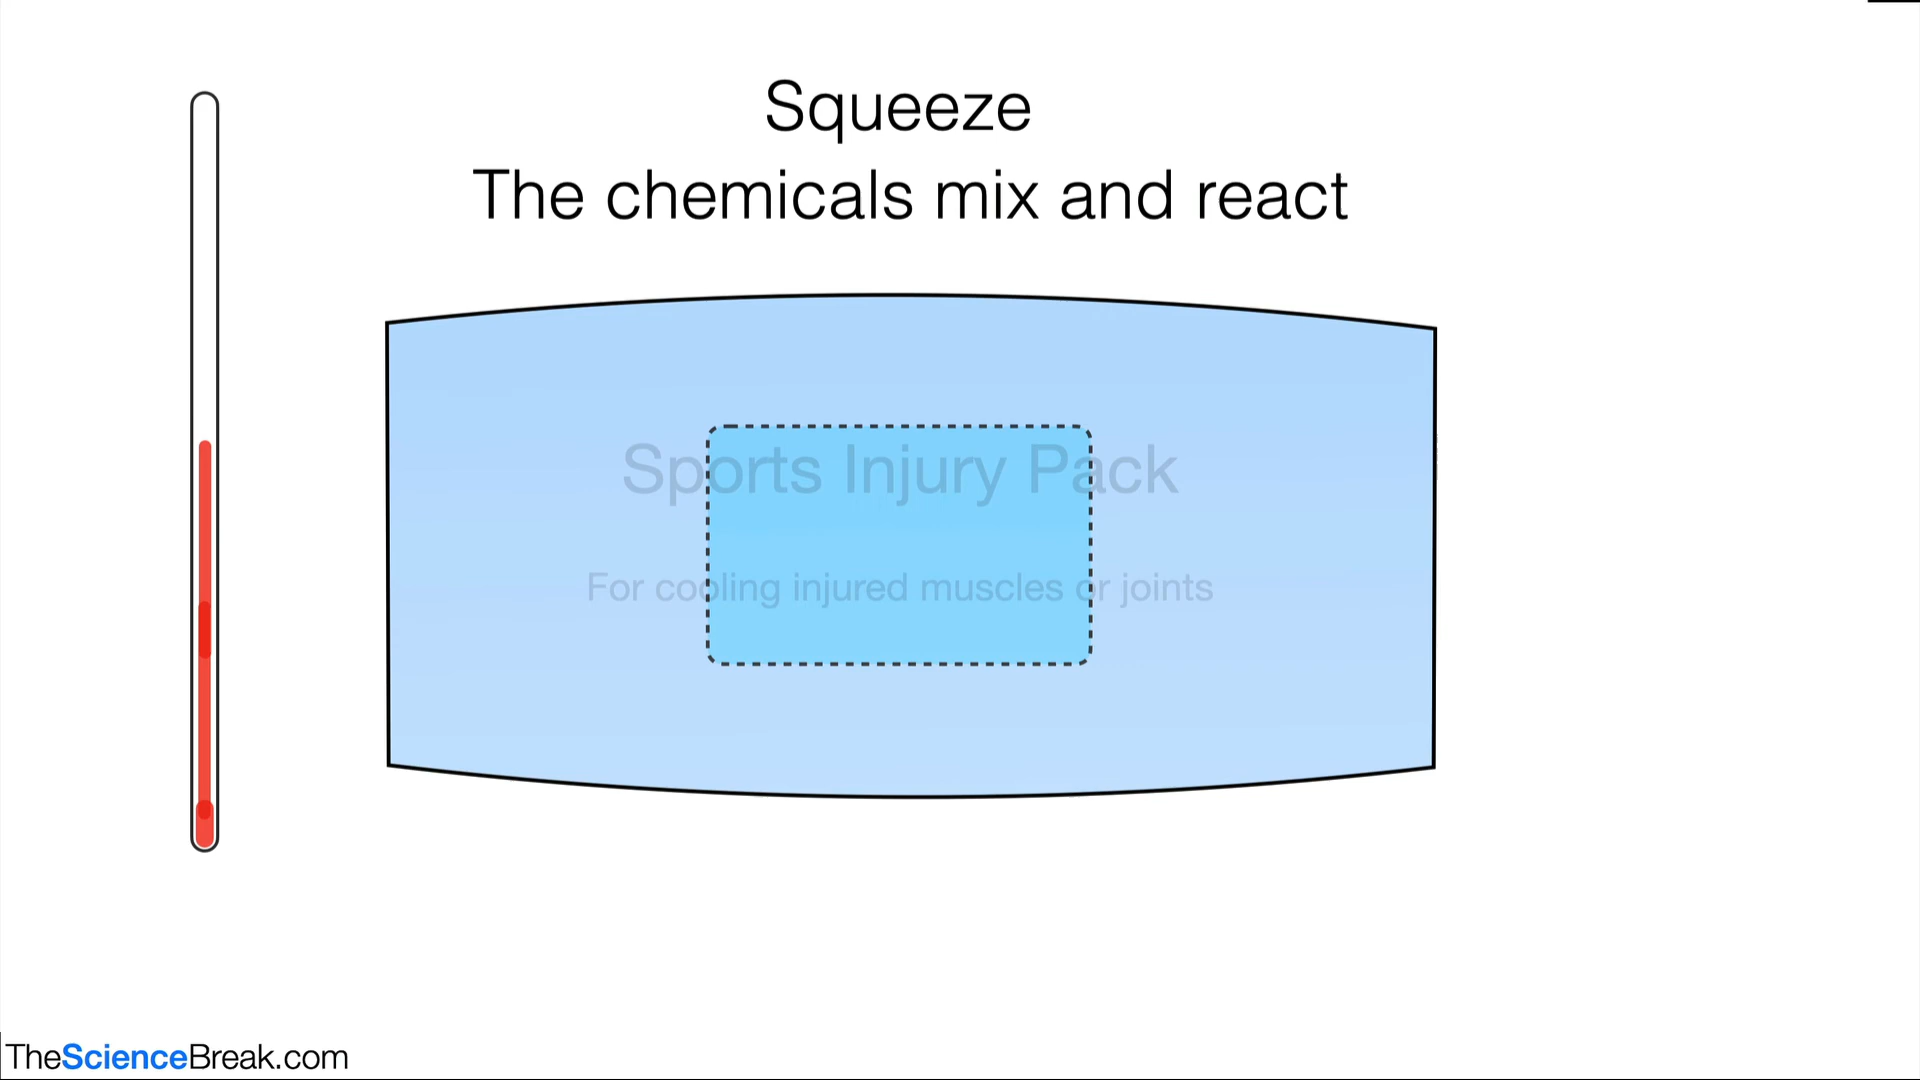 Squeeze
The chemicals mix and react
Sports Injury Pack
For cooling injured muscles or joints
TheScienceBreak.com